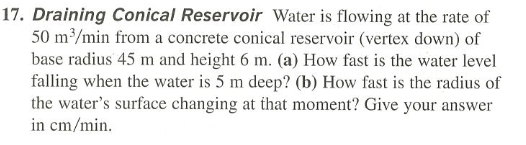 17. Draining Conical Reservoir Water is flowing at the rate of
50 m³/min from a concrete conical reservoir (vertex down) of
base radius 45 m and height 6 m. (a) How fast is the water level
falling when the water is 5 m deep? (b) How fast is the radius of
the water's surface changing at that moment? Give your answer
in cm/min.